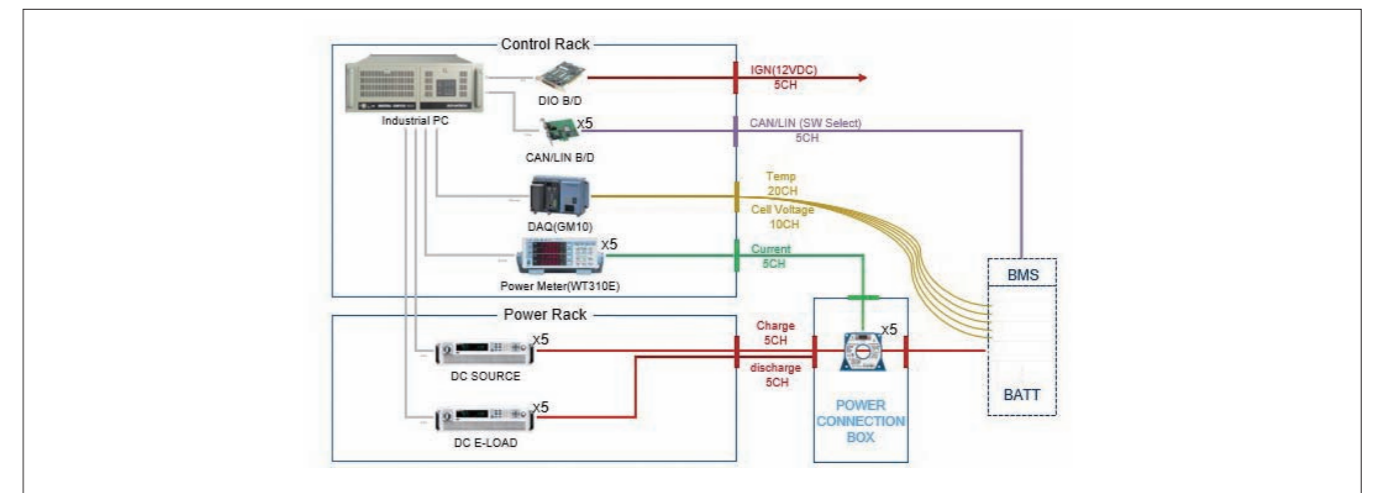 Control Rack
IGN(12VDC)
5CH
DIO B/D
Industrial PC
x5
CAN/LIN (SW Select)
5CH
CAN/LIN B/D
Temp
20CH
Cell Voltage
10CH
DAQ(GM10)
x5
Current
5CH
Power Meter(WT310E)
BMS
Power Rack
Charge
5CH
x5
x5
DC SOURCE
discharge
5CH
BATT
x5
POWER
CONNECTION
BOX
DC E-LOAD